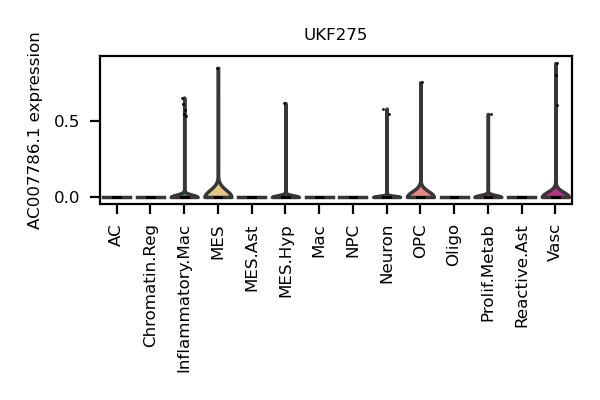 UKF275
AC007786.1 expression
0.5
0.0
AC
Chromatin.Reg
Inflammatory.Mac
MES
MES.Ast
MES.Hyp
Mac
NPC
Neuron
OPC
Oligo
Prolif.Metab
Reactive.Ast
Vasc